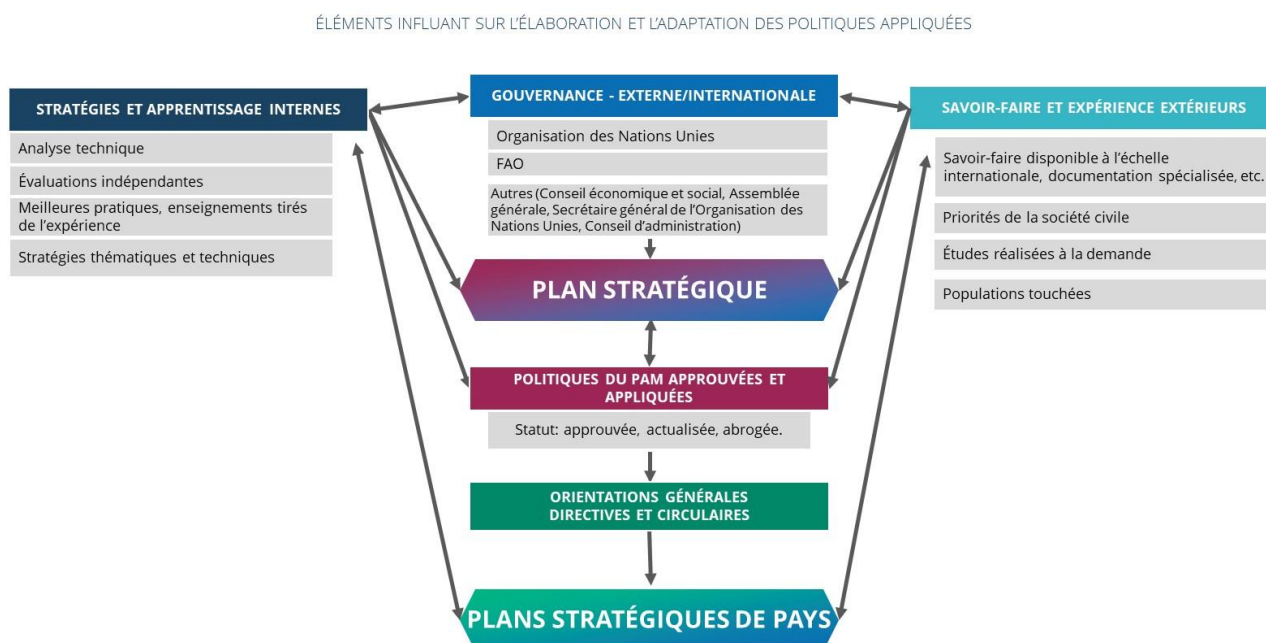 ÉLÉMENTS INFLUANT SUR L'ÉLABORATION ET L'ADAPTATION DES POLITIQUES APPLIQUÉES
STRATÉGIES ET APPRENTISSAGE INTERNES
Analyse technique
Évaluations indépendantes
Meilleures pratiques, enseignements tirés
de l'expérience
Stratégies thématiques et techniques
GOUVERNANCE - EXTERNE/INTERNATIONALE
Organisation des Nations Unies
FAO
Autres (Conseil économique et social, Assemblée
générale, Secrétaire général de l'Organisation des
Nations Unies, Conseil d'administration)
SAVOIR-FAIRE ET EXPÉRIENCE EXTÉRIEURS
Savoir-faire disponible à l'échelle
internationale, documentation spécialisée, etc.
Priorités de la société civile
Études réalisées à la demande
Populations touchées
PLAN STRATÉGIQUE
POLITIQUES DU PAM APPROUVÉES ET
APPLIQUÉES
Statut: approuvée, actualisée, abrogée.
ORIENTATIONS GÉNÉRALES
DIRECTIVES ET CIRCULAIRES
PLANS STRATÉGIQUES DE PAYS